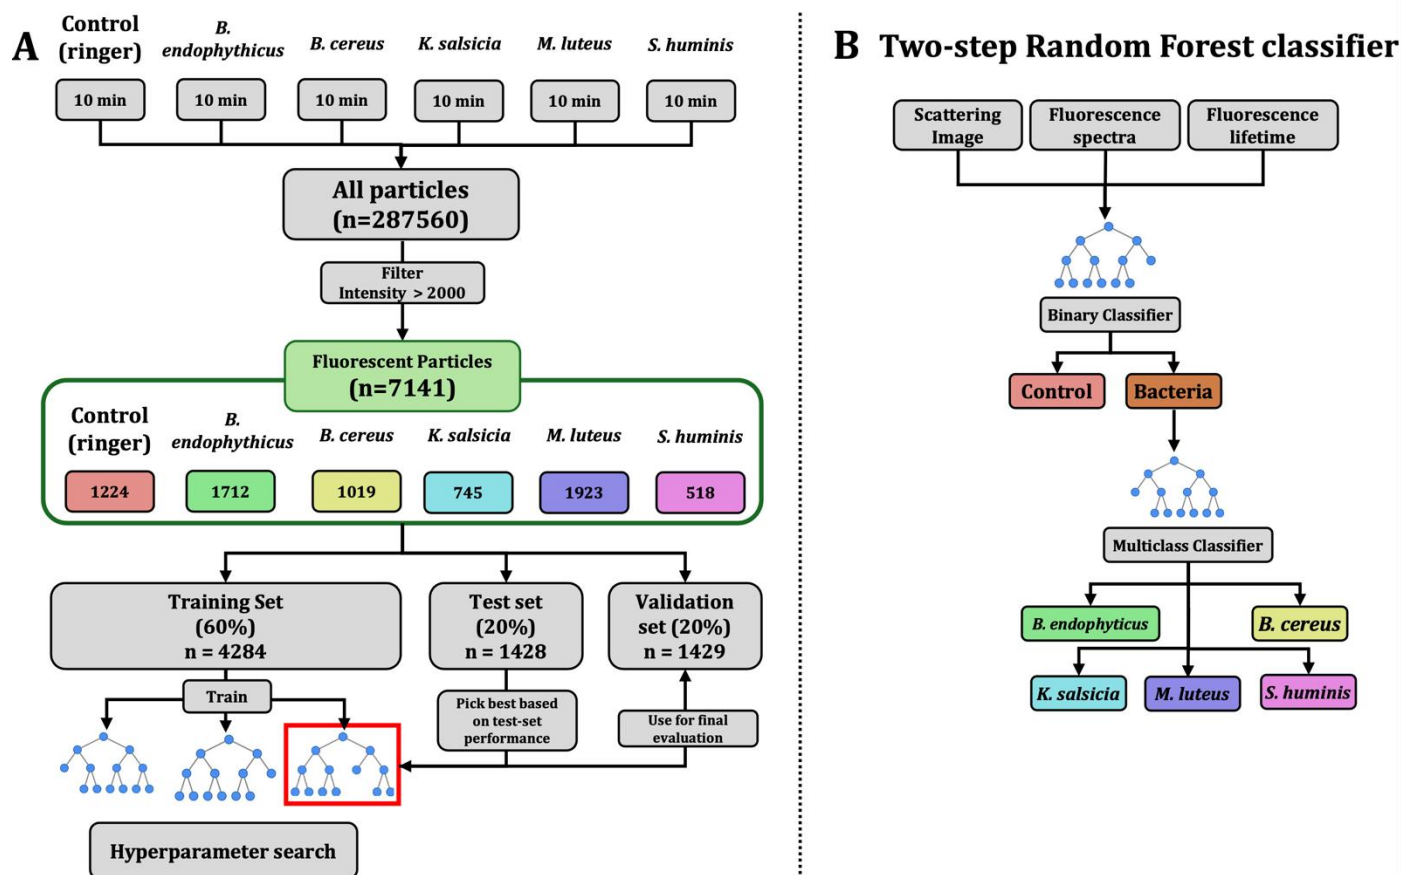 A
Control
(ringer)
B.
endophythicus
B. cereus
K. salsicia
M. luteus
S. huminis
10 min
10 min
10 min
10 min
10 min
10 min
All particles
(n=287560)
Filter
Intensity > 2000
Fluorescent Particles
(n=7141)
Control
(ringer)
B.
endophythicus
B. cereus
K. salsicia
M. luteus
S. huminis
1224
1712
1019
745
1923
518
Training Set
(60%)
n = 4284
Test set
(20%)
n = 1428
Validation
set (20%)
n = 1429
Train
Pick best based
on test-set
performance
Use for final
evaluation
Hyperparameter search
B Two-step Random Forest classifier
Scattering
Image
Fluorescence
spectra
Fluorescence
lifetime
Binary Classifier
Control
Bacteria
Multiclass Classifier
B. endophyticus
B. cereus
K. salsicia
M. luteus
S. huminis